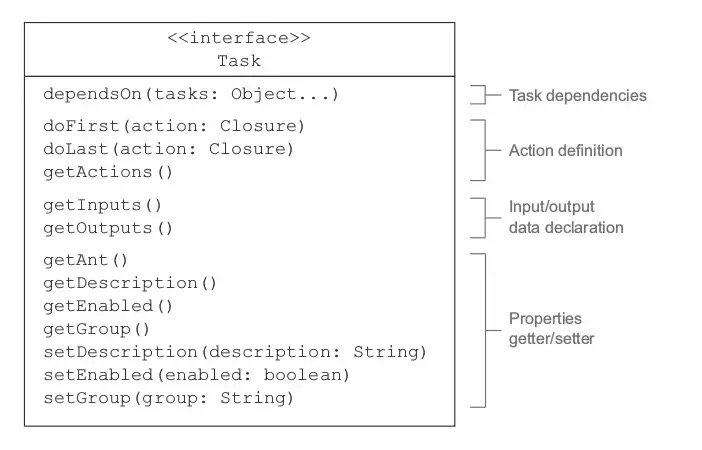 <<interface>>
Task
dependsOn(tasks: Object...)
Task dependencies
doFirst(action: Closure)
doLast(action: Closure)
getActions()
Action definition
getInputs()
getOutputs()
Input/output
data declaration
getAnt()
getDescription()
getEnabled()
getGroup()
setDescription(description: String)
setEnabled(enabled: boolean)
setGroup(group: String)
Properties
getter/setter